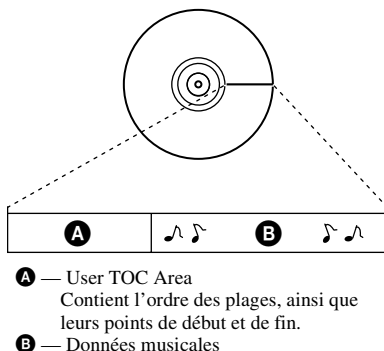 A B
A — User TOC Area
Contient l’ordre des plages, ainsi que
leurs points de début et de fin.
B — Données musicales